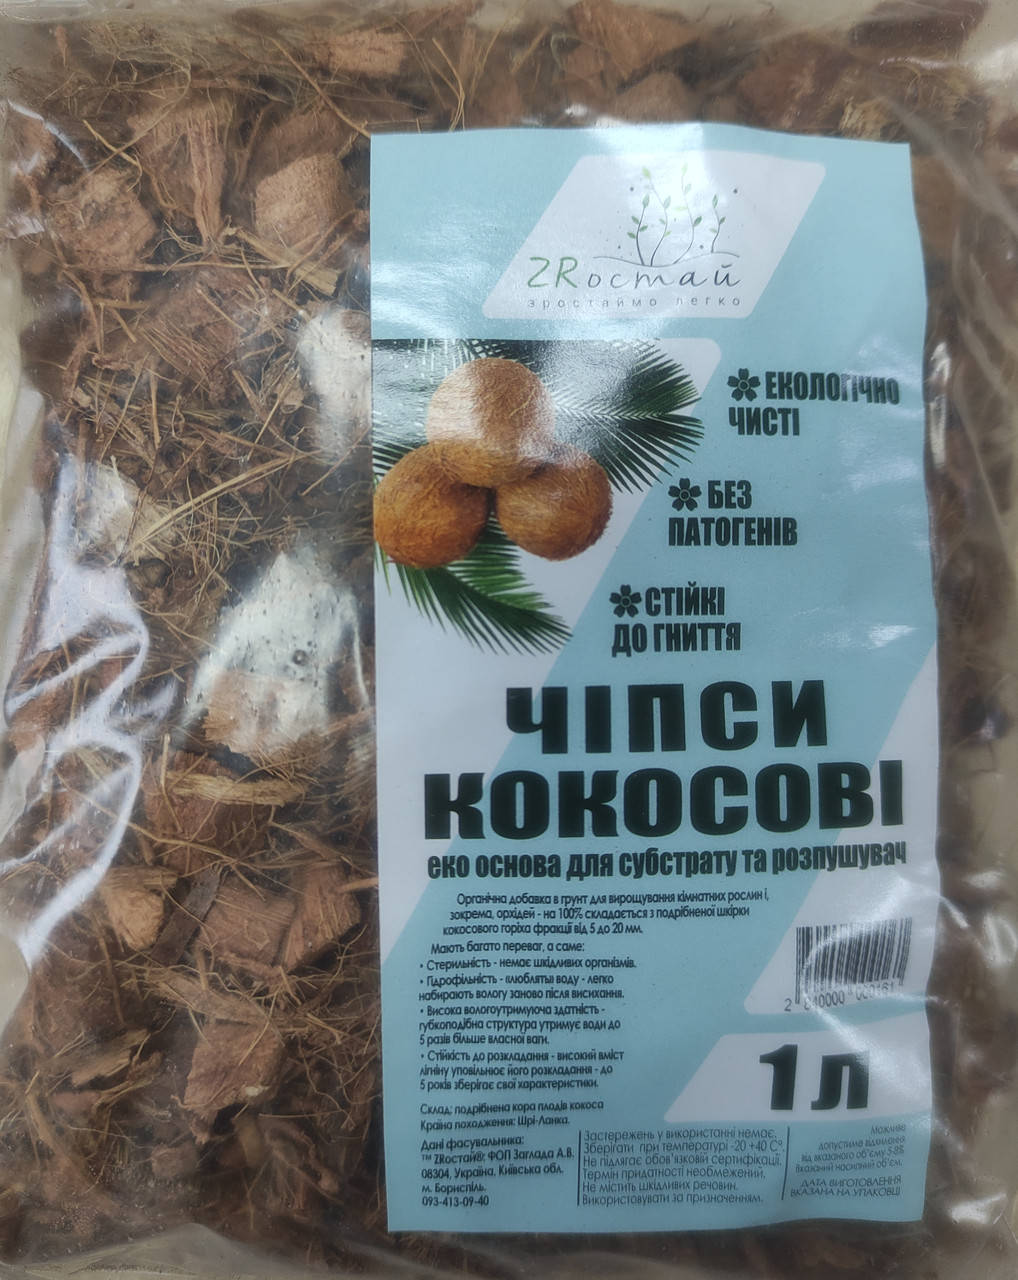 ZRостай
зростаймо легко
ЕКОЛОГІЧНО
ЧИСТІ
БЕЗ
ПАТОГЕНІВ
СТІЙКІ
ДО ГНИТТЯ
ЧІПСИ
КОКОСОВІ
еко основа для субстрату та розпушувач
Органічна добавка в грунт для вирощування кімнатних рослин і,
зокрема, орхідей - на 100% складається з подрібненої шкірки
кокосового горіха фракції від 5 до 20 мм.
Мають багато переваг, а саме:
• Стерильність - немає шкідливих організмів.
• Гідрофільність - «люблять» воду - легко
набирають вологу заново після висихання.
• Висока вологоутримуюча здатність -
губкоподібна структура утримує води до
5 разів більше власної ваги.
• Стійкість до розкладання - високий вміст
лігніну уповільнює його розкладання - до
5 років зберігає свої характеристики.
Склад: подрібнена кора плодів кокоса
Країна походження: Шрі-Ланка.
Дані фасувальника:
™ ZRостай®: ФОП Заглада А.В.
08304, Україна, Київська обл.
м. Бориспіль.
093-413-09-40
Застережень у використанні немає.
Зберігати при температурі -20 +40 С°.
Не підлягає обов'язковій сертифікації.
Термін придатності необмежений.
Не містить шкідливих речовин.
Використовувати за призначенням.
2 840000 000161
1 л
Можливе
допустиме відхилення
від вказаного об'єму 5-8%
Вказаний насипний об'єм.
ДАТА ВИГОТОВЛЕННЯ
ВКАЗАНА НА УПАКОВЦІ